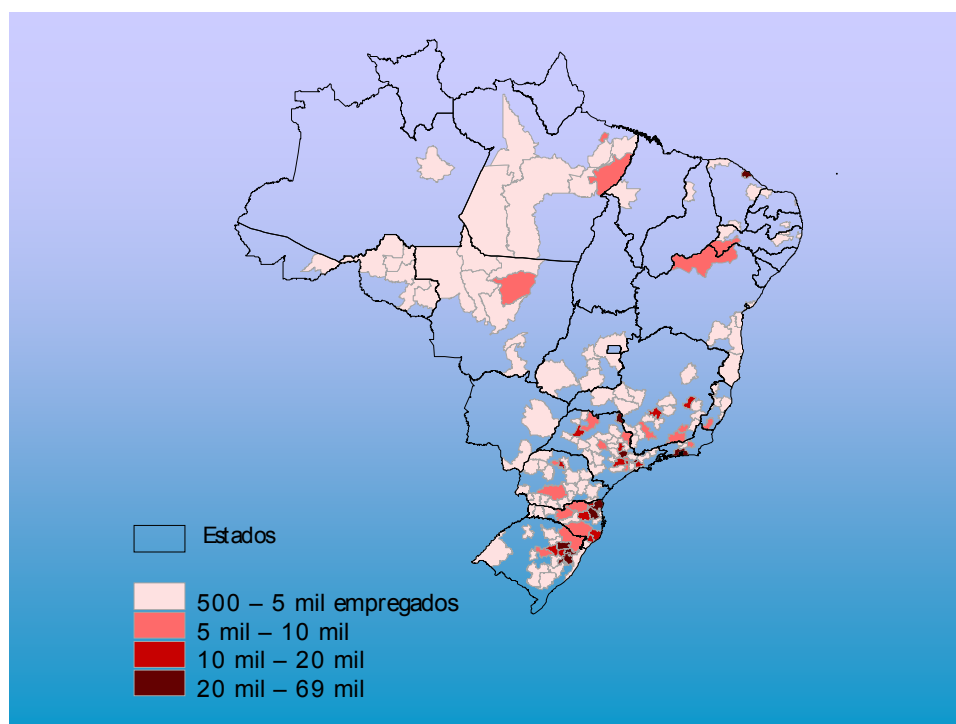 Estados
500 – 5 mil empregados
5 mil – 10 mil
10 mil – 20 mil
20 mil – 69 mil